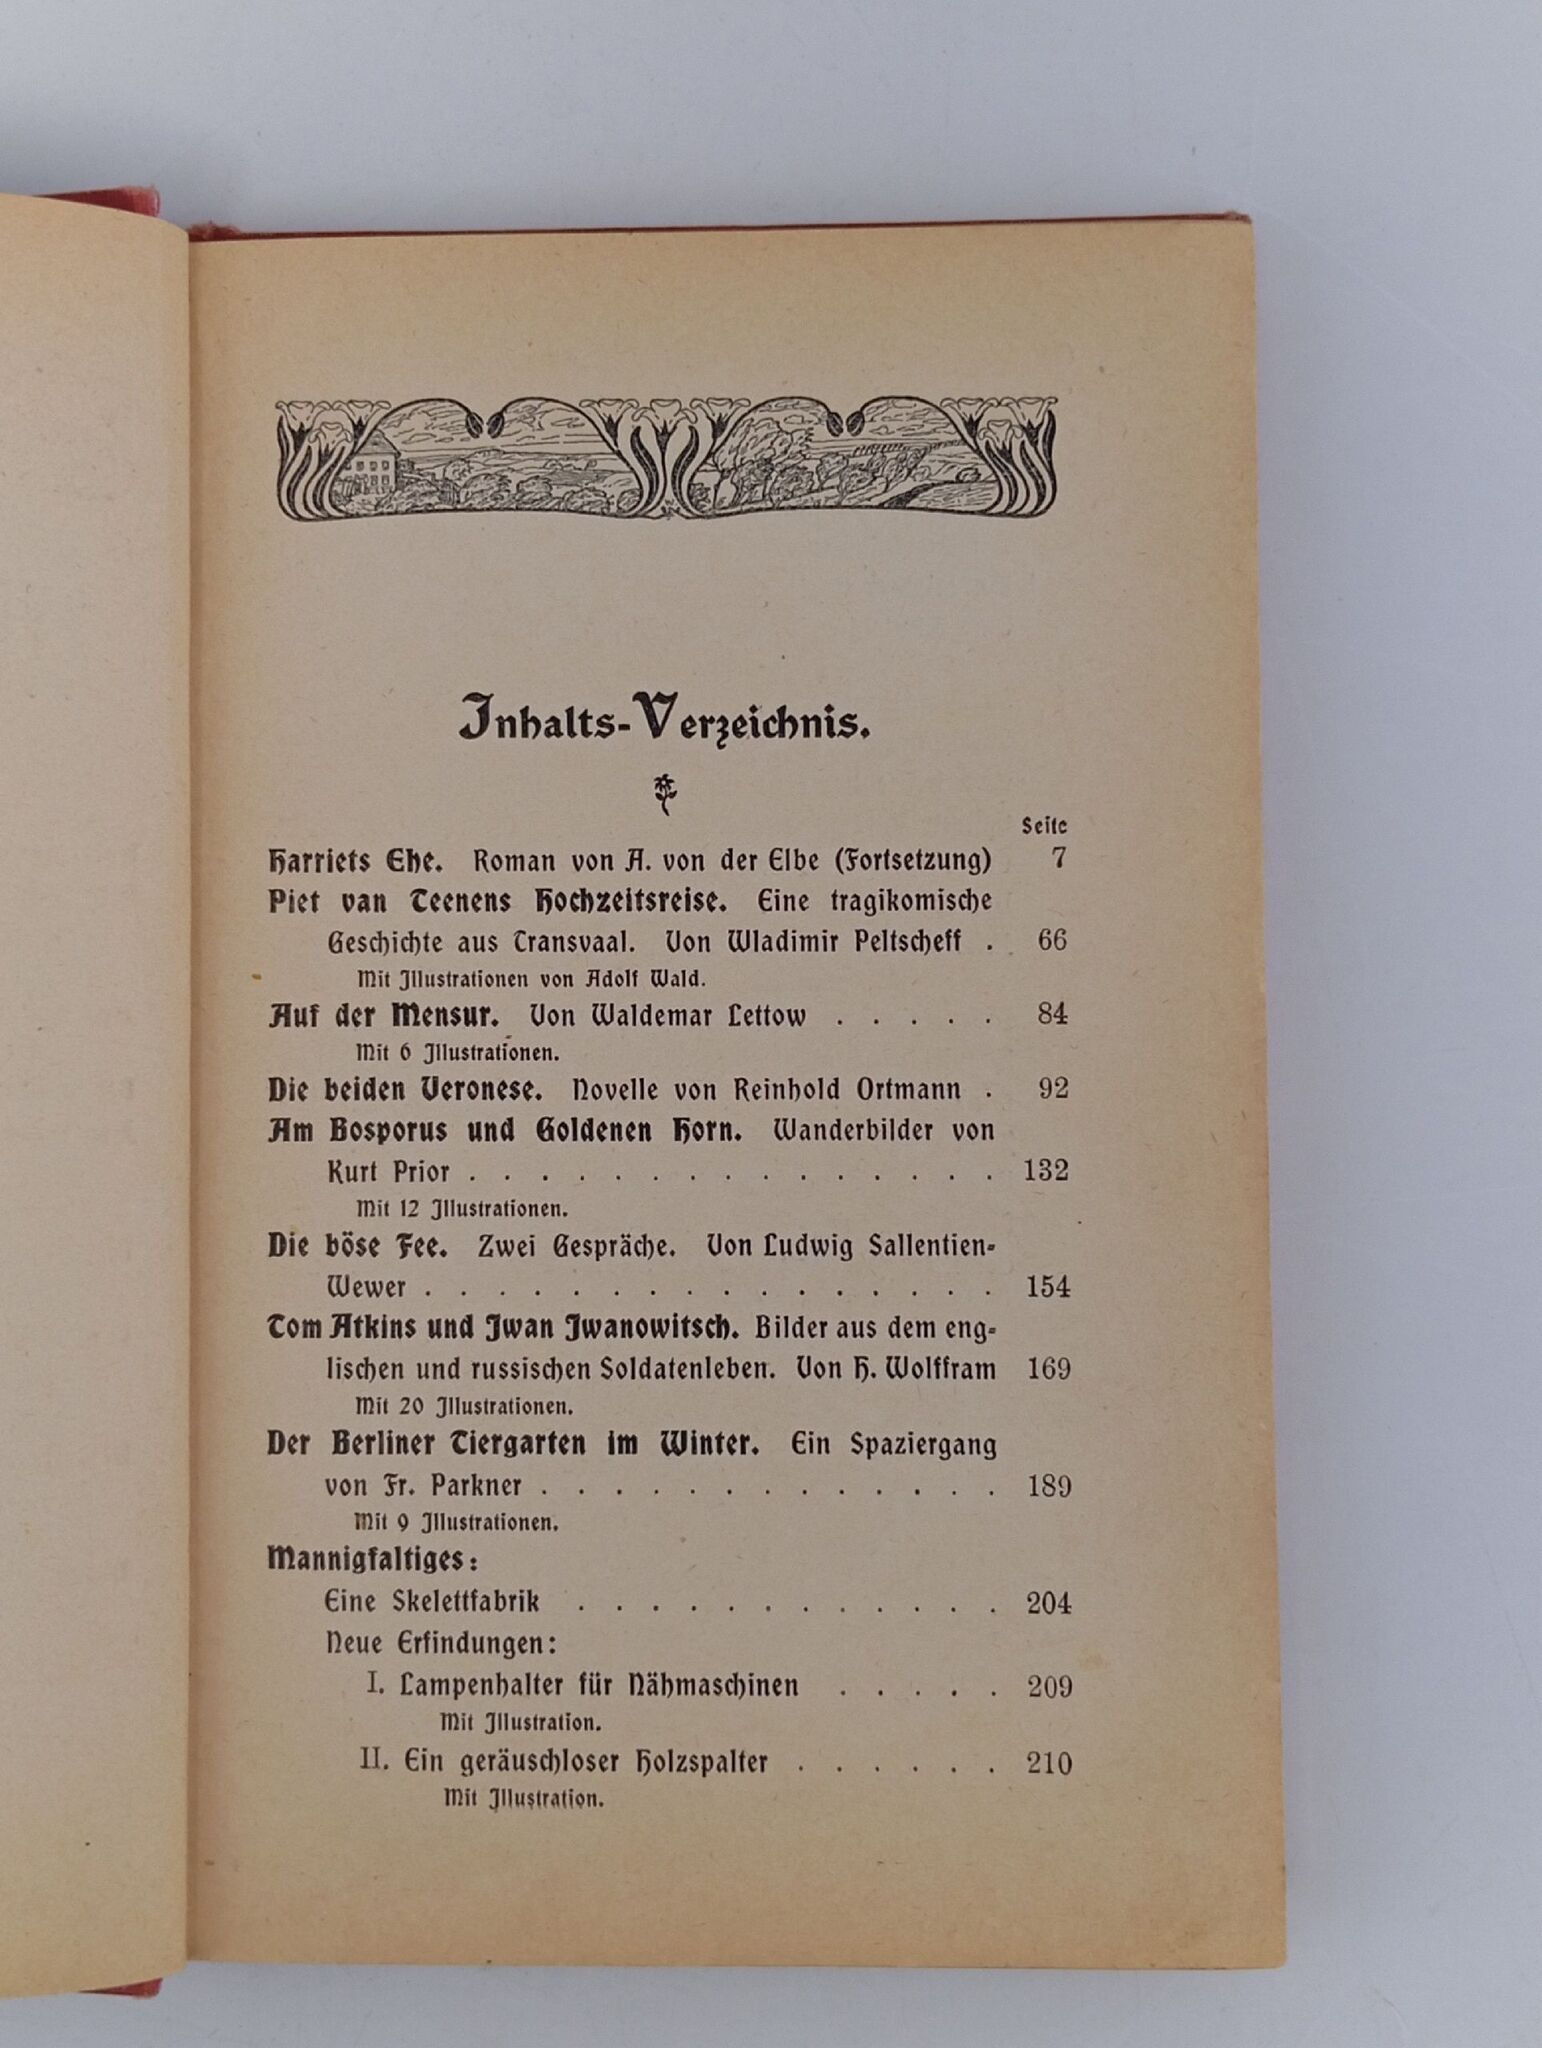 Inhalts-Verzeichnis.
Seite
Harriets Ehe. Roman von A. von der Elbe (Fortsetzung) 7
Piet van Teenens Hochzeitsreise. Eine tragikomische
Geschichte aus Transvaal. Von Wladimir Peltscheff . 66
Mit Illustrationen von Adolf Wald.
Auf der Mensur. Von Waldemar Lettow . . . . . 84
Mit 6 Illustrationen.
Die beiden Veronese. Novelle von Reinhold Ortmann . 92
Am Bosporus und Goldenen Horn. Wanderbilder von
Kurt Prior . . . . . . . . . . . . . . . 132
Mit 12 Illustrationen.
Die böse Fee. Zwei Gespräche. Von Ludwig Sallentien-
Wewer . . . . . . . . . . . . . . . . 154
Tom Atkins und Iwan Iwanowitsch. Bilder aus dem eng-
lischen und russischen Soldatenleben. Von H. Wolffram 169
Mit 20 Illustrationen.
Der Berliner Tiergarten im Winter. Ein Spaziergang
von Fr. Parkner . . . . . . . . . . . . . 189
Mit 9 Illustrationen.
Mannigfaltiges:
Eine Skelettfabrik . . . . . . . . . . . . 204
Neue Erfindungen:
I. Lampenhalter für Nähmaschinen . . . . . 209
Mit Illustration.
II. Ein geräuschloser Holzspalter . . . . . . 210
Mit Illustration.